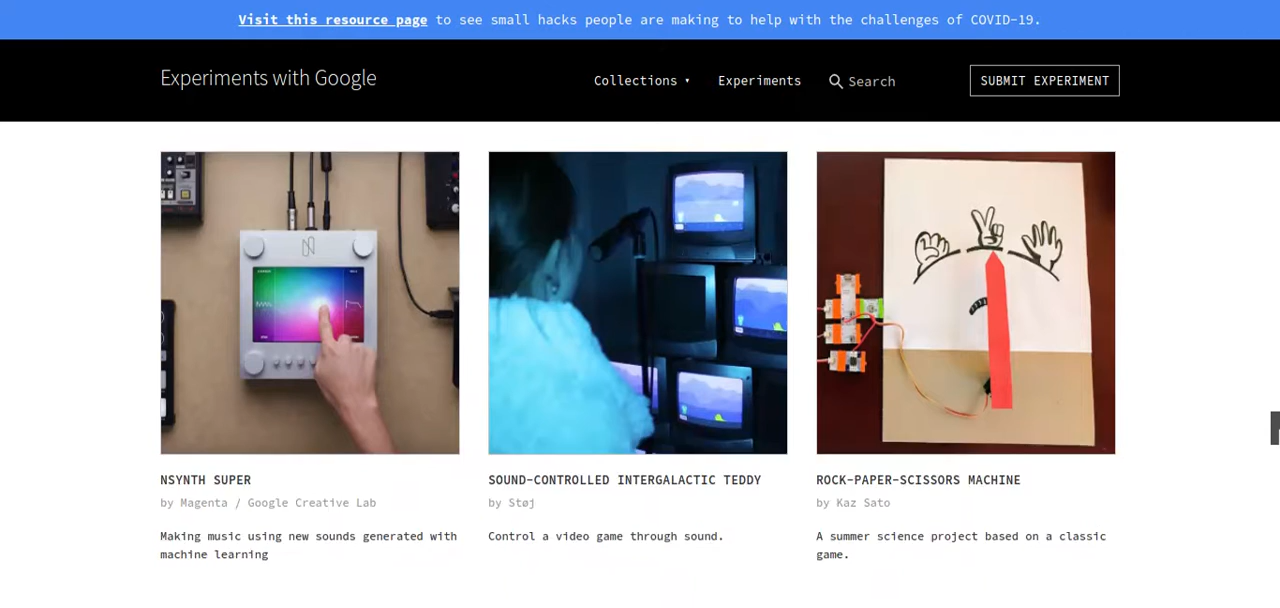 Visit this resource page to see small hacks people are making to help with the challenges of COVID-19.
Experiments with Google
Collections ▾
Experiments
Search
SUBMIT EXPERIMENT
NSYNTH SUPER
by Magenta / Google Creative Lab
Making music using new sounds generated with
machine learning
SOUND-CONTROLLED INTERGALACTIC TEDDY
by Støj
Control a video game through sound.
ROCK-PAPER-SCISSORS MACHINE
by Kaz Sato
A summer science project based on a classic
game.